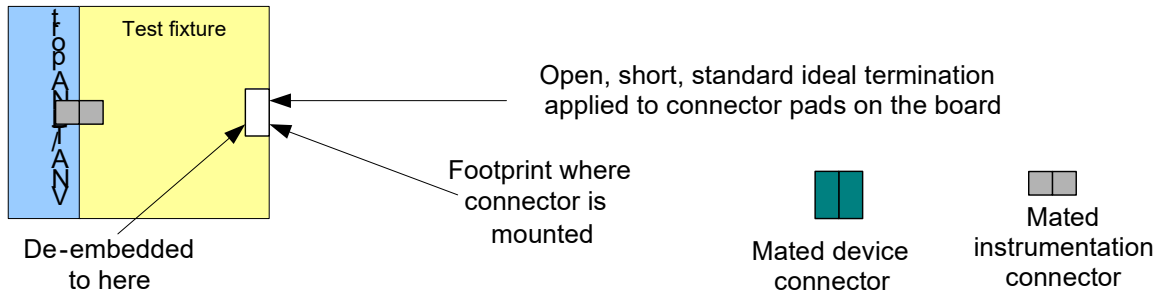 Test fixture
Open, short, standard ideal termination
applied to connector pads on the board
Footprint where
connector is
mounted
De-embedded
to here
Mated device
connector
Mated
instrumentation
connector